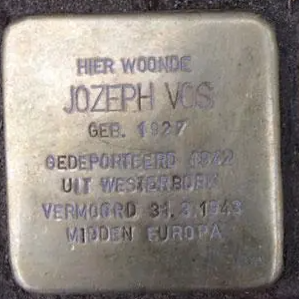 HIER WOONDE
JOZEPH VOS
GEB. 1927
GEDEPORTEERD 1942
UIT WESTERBORK
VERMOORD 31.3.1943
MIDDEN EUROPA